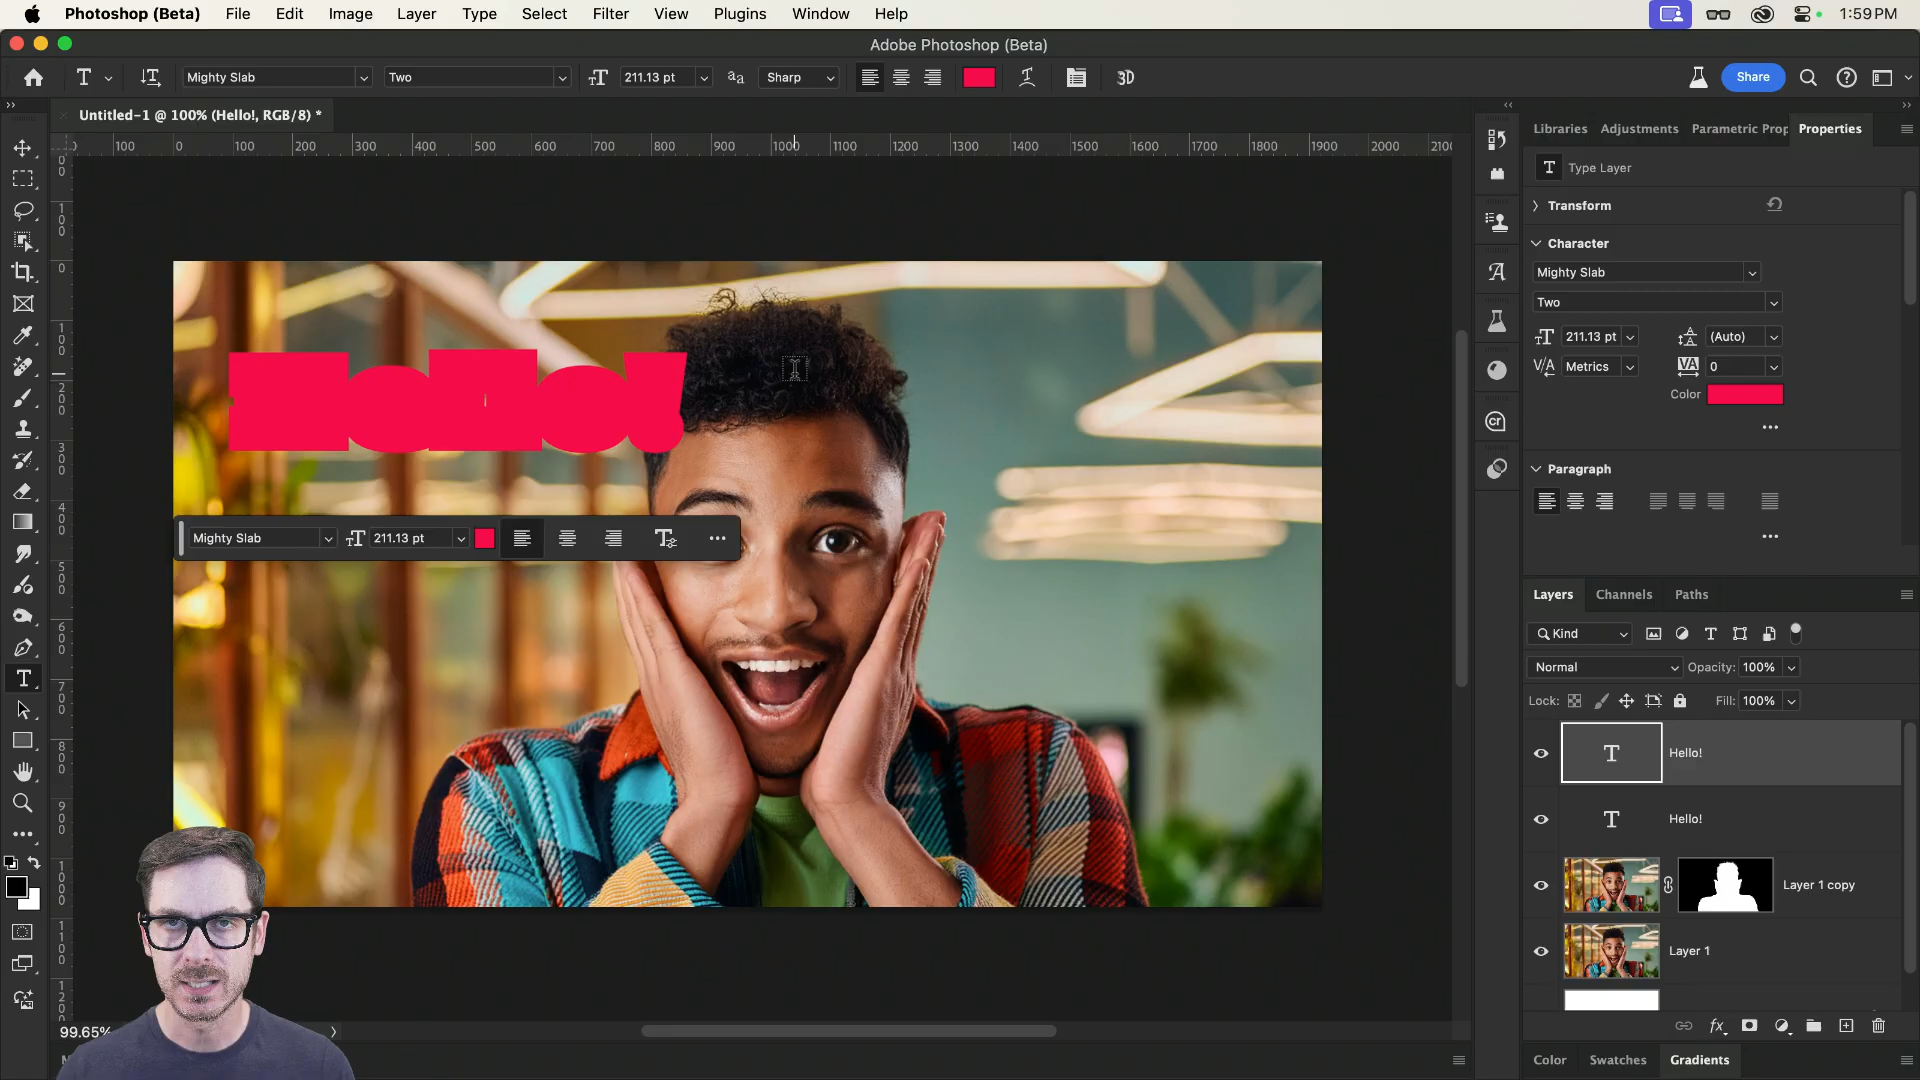 Photoshop (Beta) File Edit Image Layer Type Select Filter View Plugins Window Help 1:59 PM
Adobe Photoshop (Beta)
T Mighty Slab Two 211.13 pt aa Sharp 3D Share
Untitled-1 @ 100% (Hello!, RGB/8) *
100 0 100 200 300 400 500 600 700 800 900 1000 1100 1200 1300 1400 1500 1600 1700 1800 1900 2000
Libraries Adjustments Parametric Prop Properties
T Type Layer
Transform
Character
Mighty Slab
Two
211.13 pt (Auto)
Metrics 0
Color
Paragraph
Mighty Slab 211.13 pt
Layers Channels Paths
Kind
Normal Opacity: 100%
Lock: Fill: 100%
T Hello!
T Hello!
Layer 1 copy
Layer 1
99.65%
Color Swatches Gradients